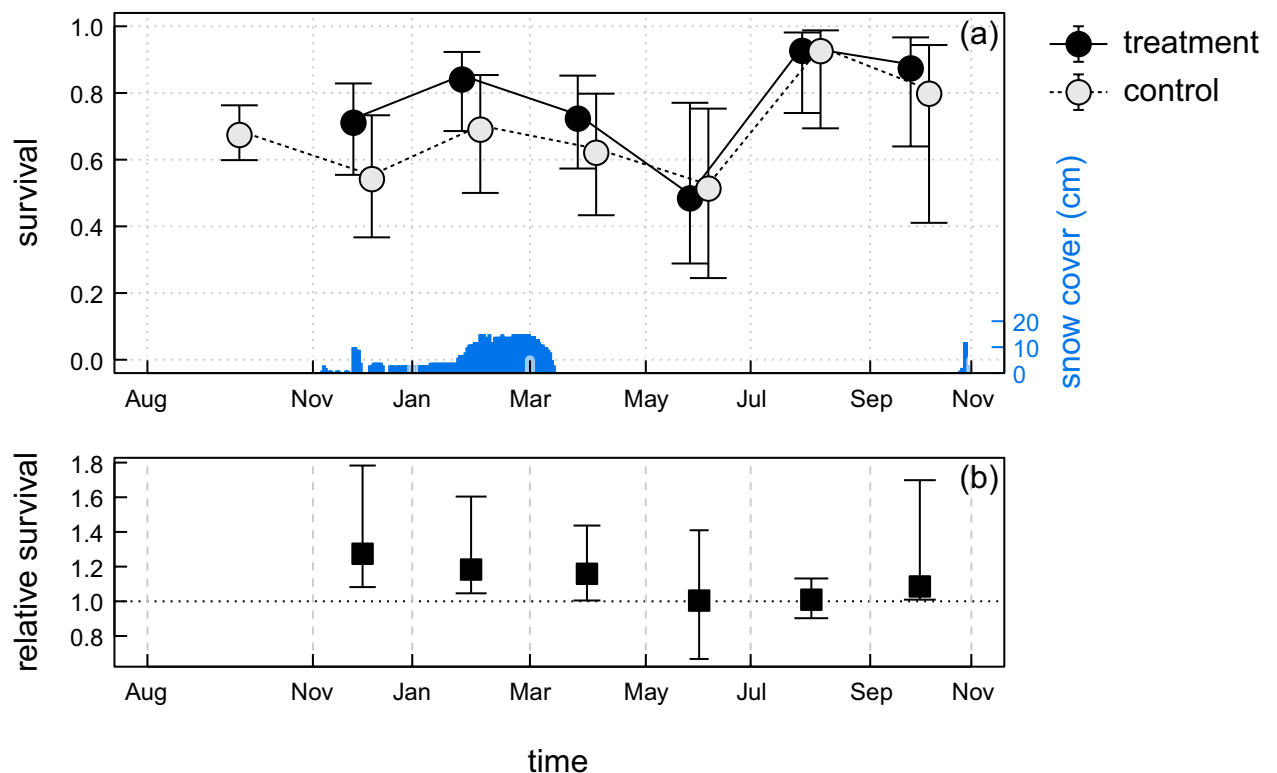 (a)
treatment
control
survival
1.0
0.8
0.6
0.4
0.2
0.0
snow cover (cm)
20
10
0
Aug Nov Jan Mar May Jul Sep Nov
(b)
relative survival
1.8
1.6
1.4
1.2
1.0
0.8
Aug Nov Jan Mar May Jul Sep Nov
time